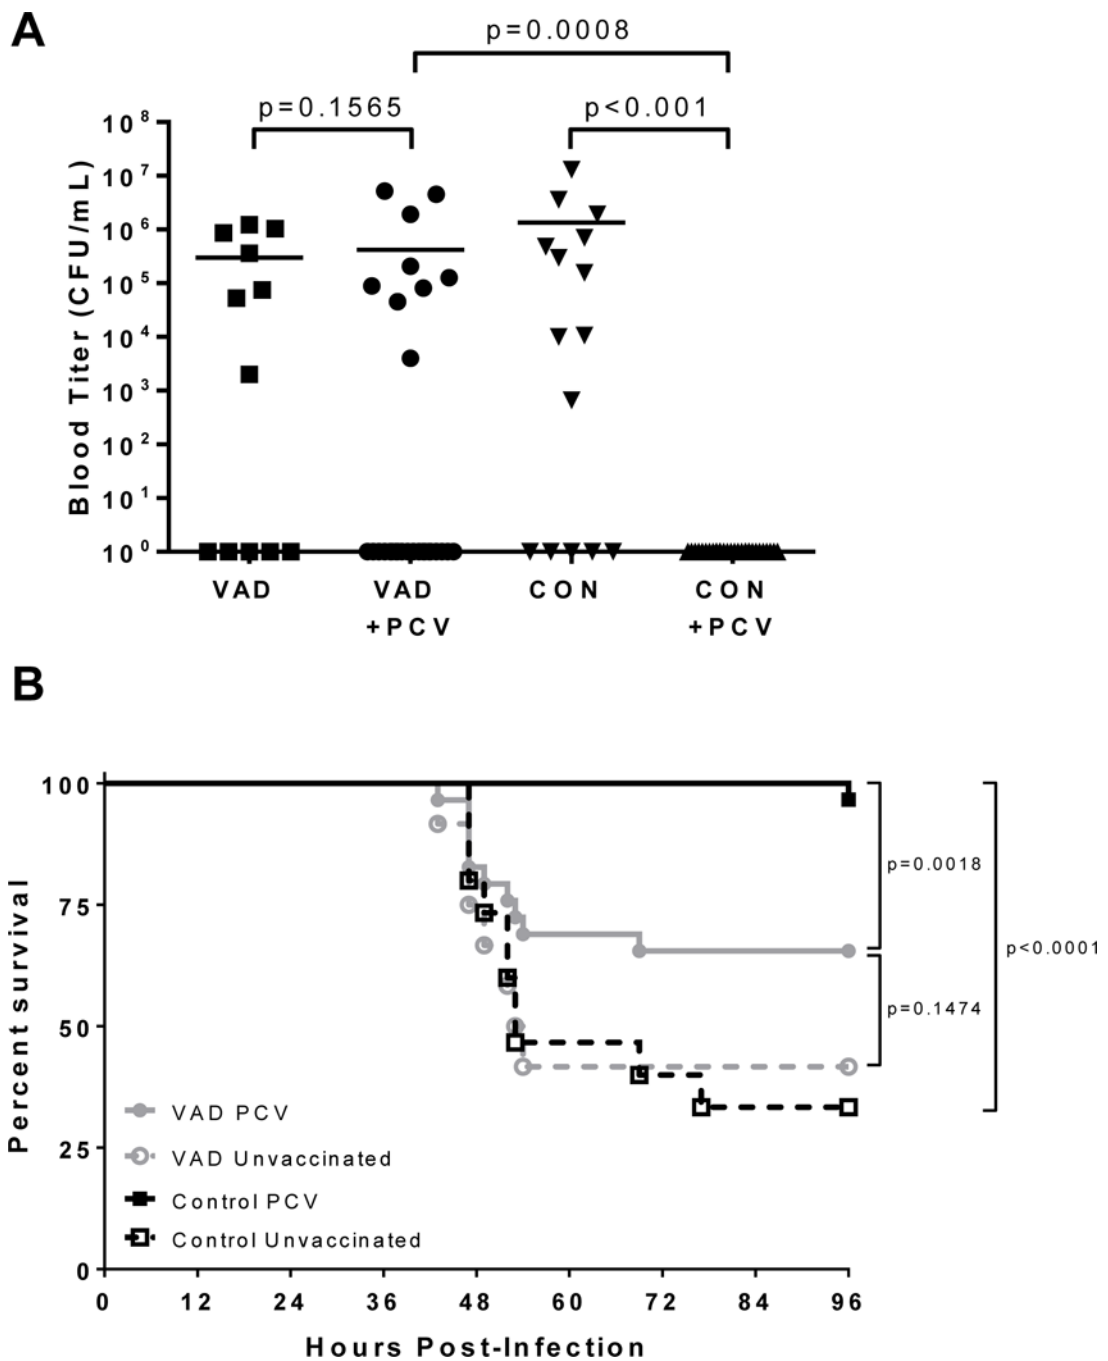 A
p=0.0008
p=0.1565
p<0.001
Blood Titer (CFU/mL)
10^8
10^7
10^6
10^5
10^4
10^3
10^2
10^1
10^0
VAD
VAD
+PCV
CON
CON
+PCV
B
Percent survival
100
75
50
25
0
p=0.0018
p<0.0001
p=0.1474
VAD PCV
VAD Unvaccinated
Control PCV
Control Unvaccinated
0 12 24 36 48 60 72 84 96
Hours Post-Infection